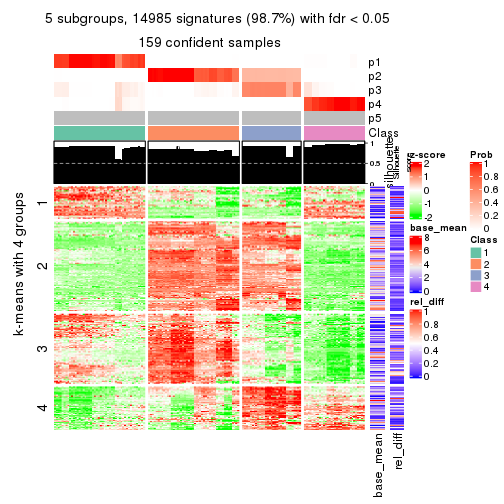 5 subgroups, 14985 signatures (98.7%) with fdr < 0.05
159 confident samples
p1
p2
p3
p4
p5
Class
1
0.5
0
silhouette
Silhouette
score
k-means with 4 groups
1
2
3
4
base_mean
rel_diff
z-score
2
1
0
-1
-2
base_mean
8
6
4
2
0
rel_diff
1
0.8
0.6
0.4
0.2
0
Prob
1
0.8
0.6
0.4
0.2
0
Class
1
2
3
4